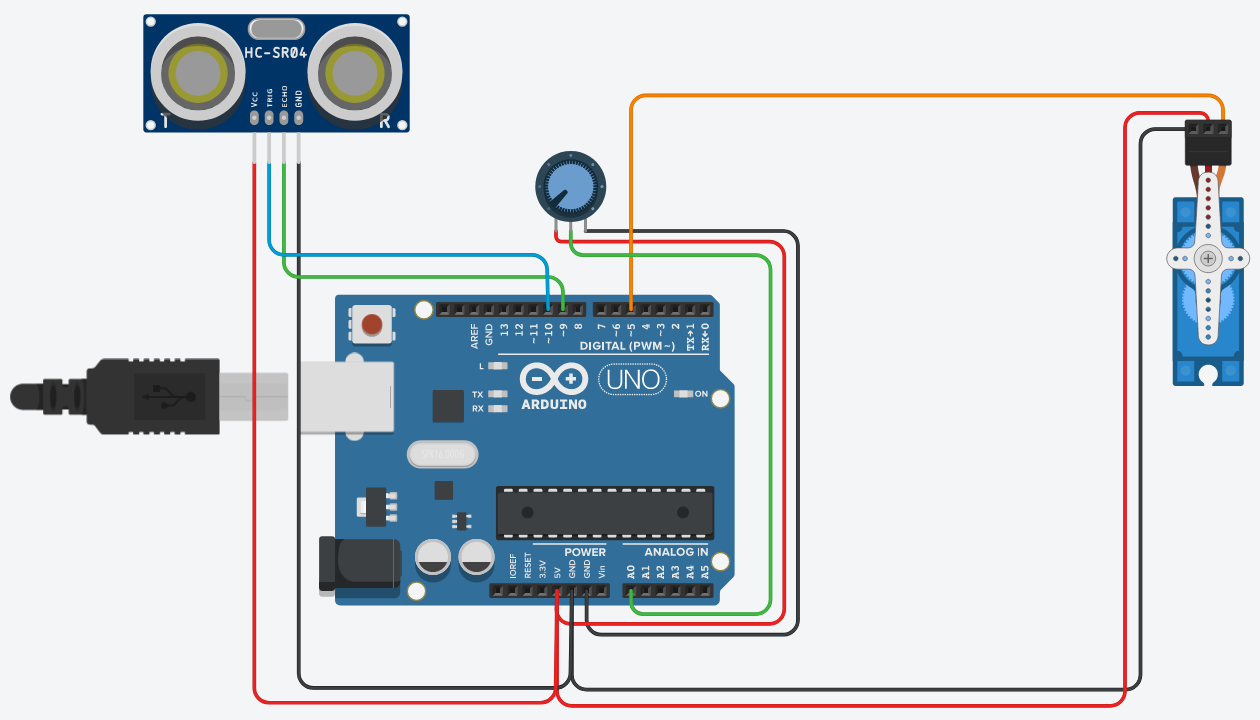 HC-SR04
VCC
TRIG
ECHO
GND
T
R
AREF
GND
13
12
~11
~10
~9
8
7
~6
~5
4
~3
2
TX→1
RX←0
DIGITAL (PWM~)
L
TX
RX
UNO
ON
ARDUINO
POWER
ANALOG IN
IOREF
RESET
3.3V
5V
GND
GND
Vin
A0
A1
A2
A3
A4
A5